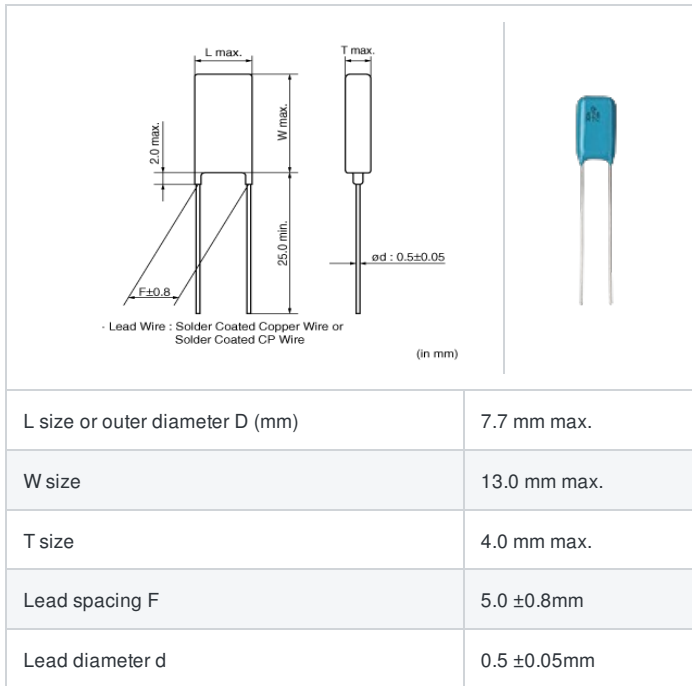 L max.
T max.
2.0 max.
W max.
25.0 min.
ød : 0.5±0.05
F±0.8
· Lead Wire : Solder Coated Copper Wire or
Solder Coated CP Wire
(in mm)
L size or outer diameter D (mm) 7.7 mm max.
W size 13.0 mm max.
T size 4.0 mm max.
Lead spacing F 5.0 ±0.8mm
Lead diameter d 0.5 ±0.05mm